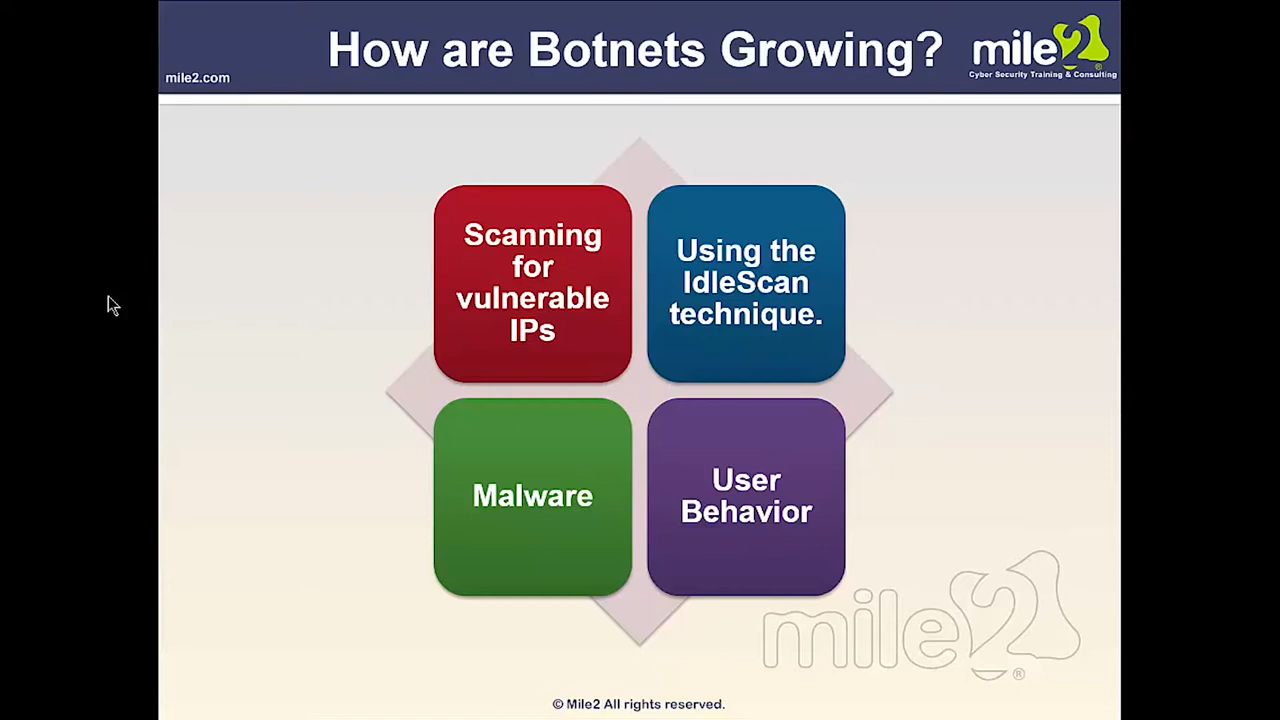 How are Botnets Growing?
mile2
®
Cyber Security Training & Consulting
mile2.com
Scanning
for
vulnerable
IPs
Using the
IdleScan
technique.
Malware
User
Behavior
mile2
®
© Mile2 All rights reserved.